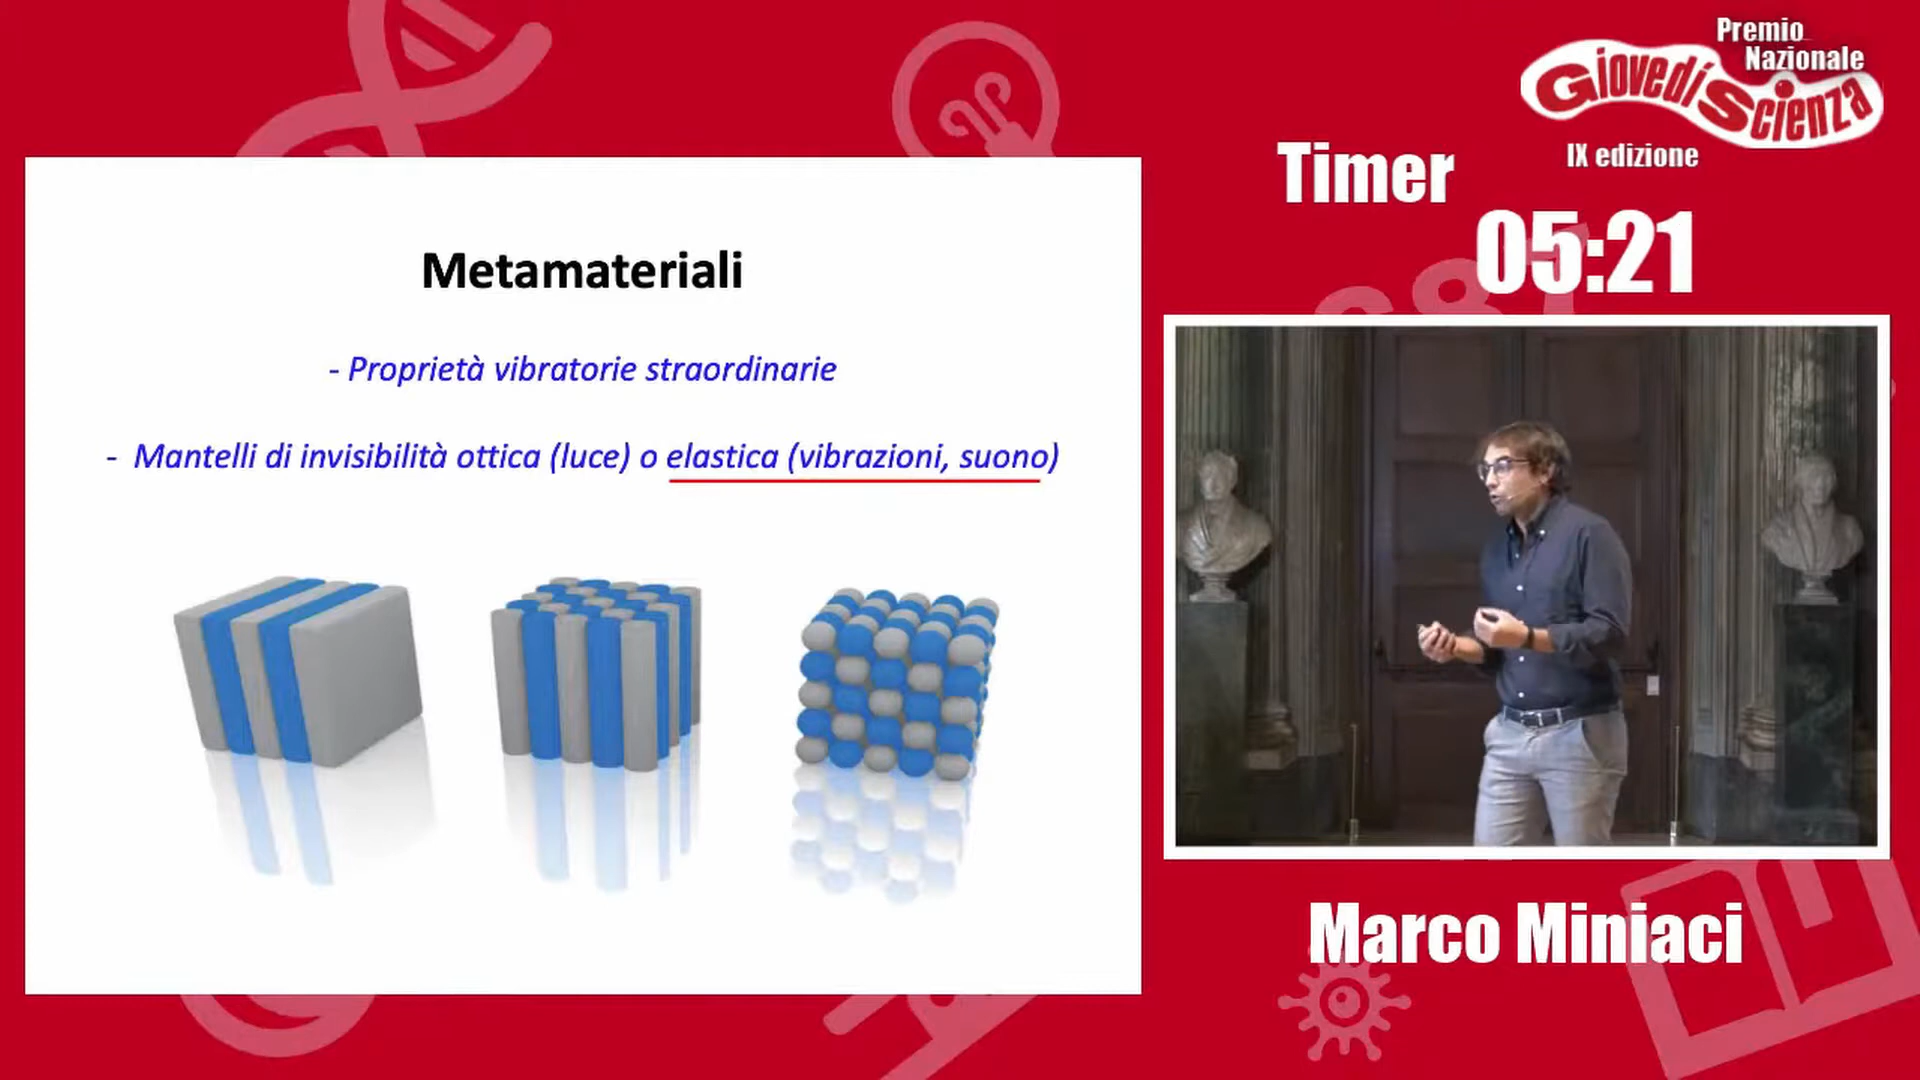 Premio
Nazionale
GiovedìScienza
IX edizione
Timer
05:21
Metamateriali
- Proprietà vibratorie straordinarie
- Mantelli di invisibilità ottica (luce) o elastica (vibrazioni, suono)
Marco Miniaci